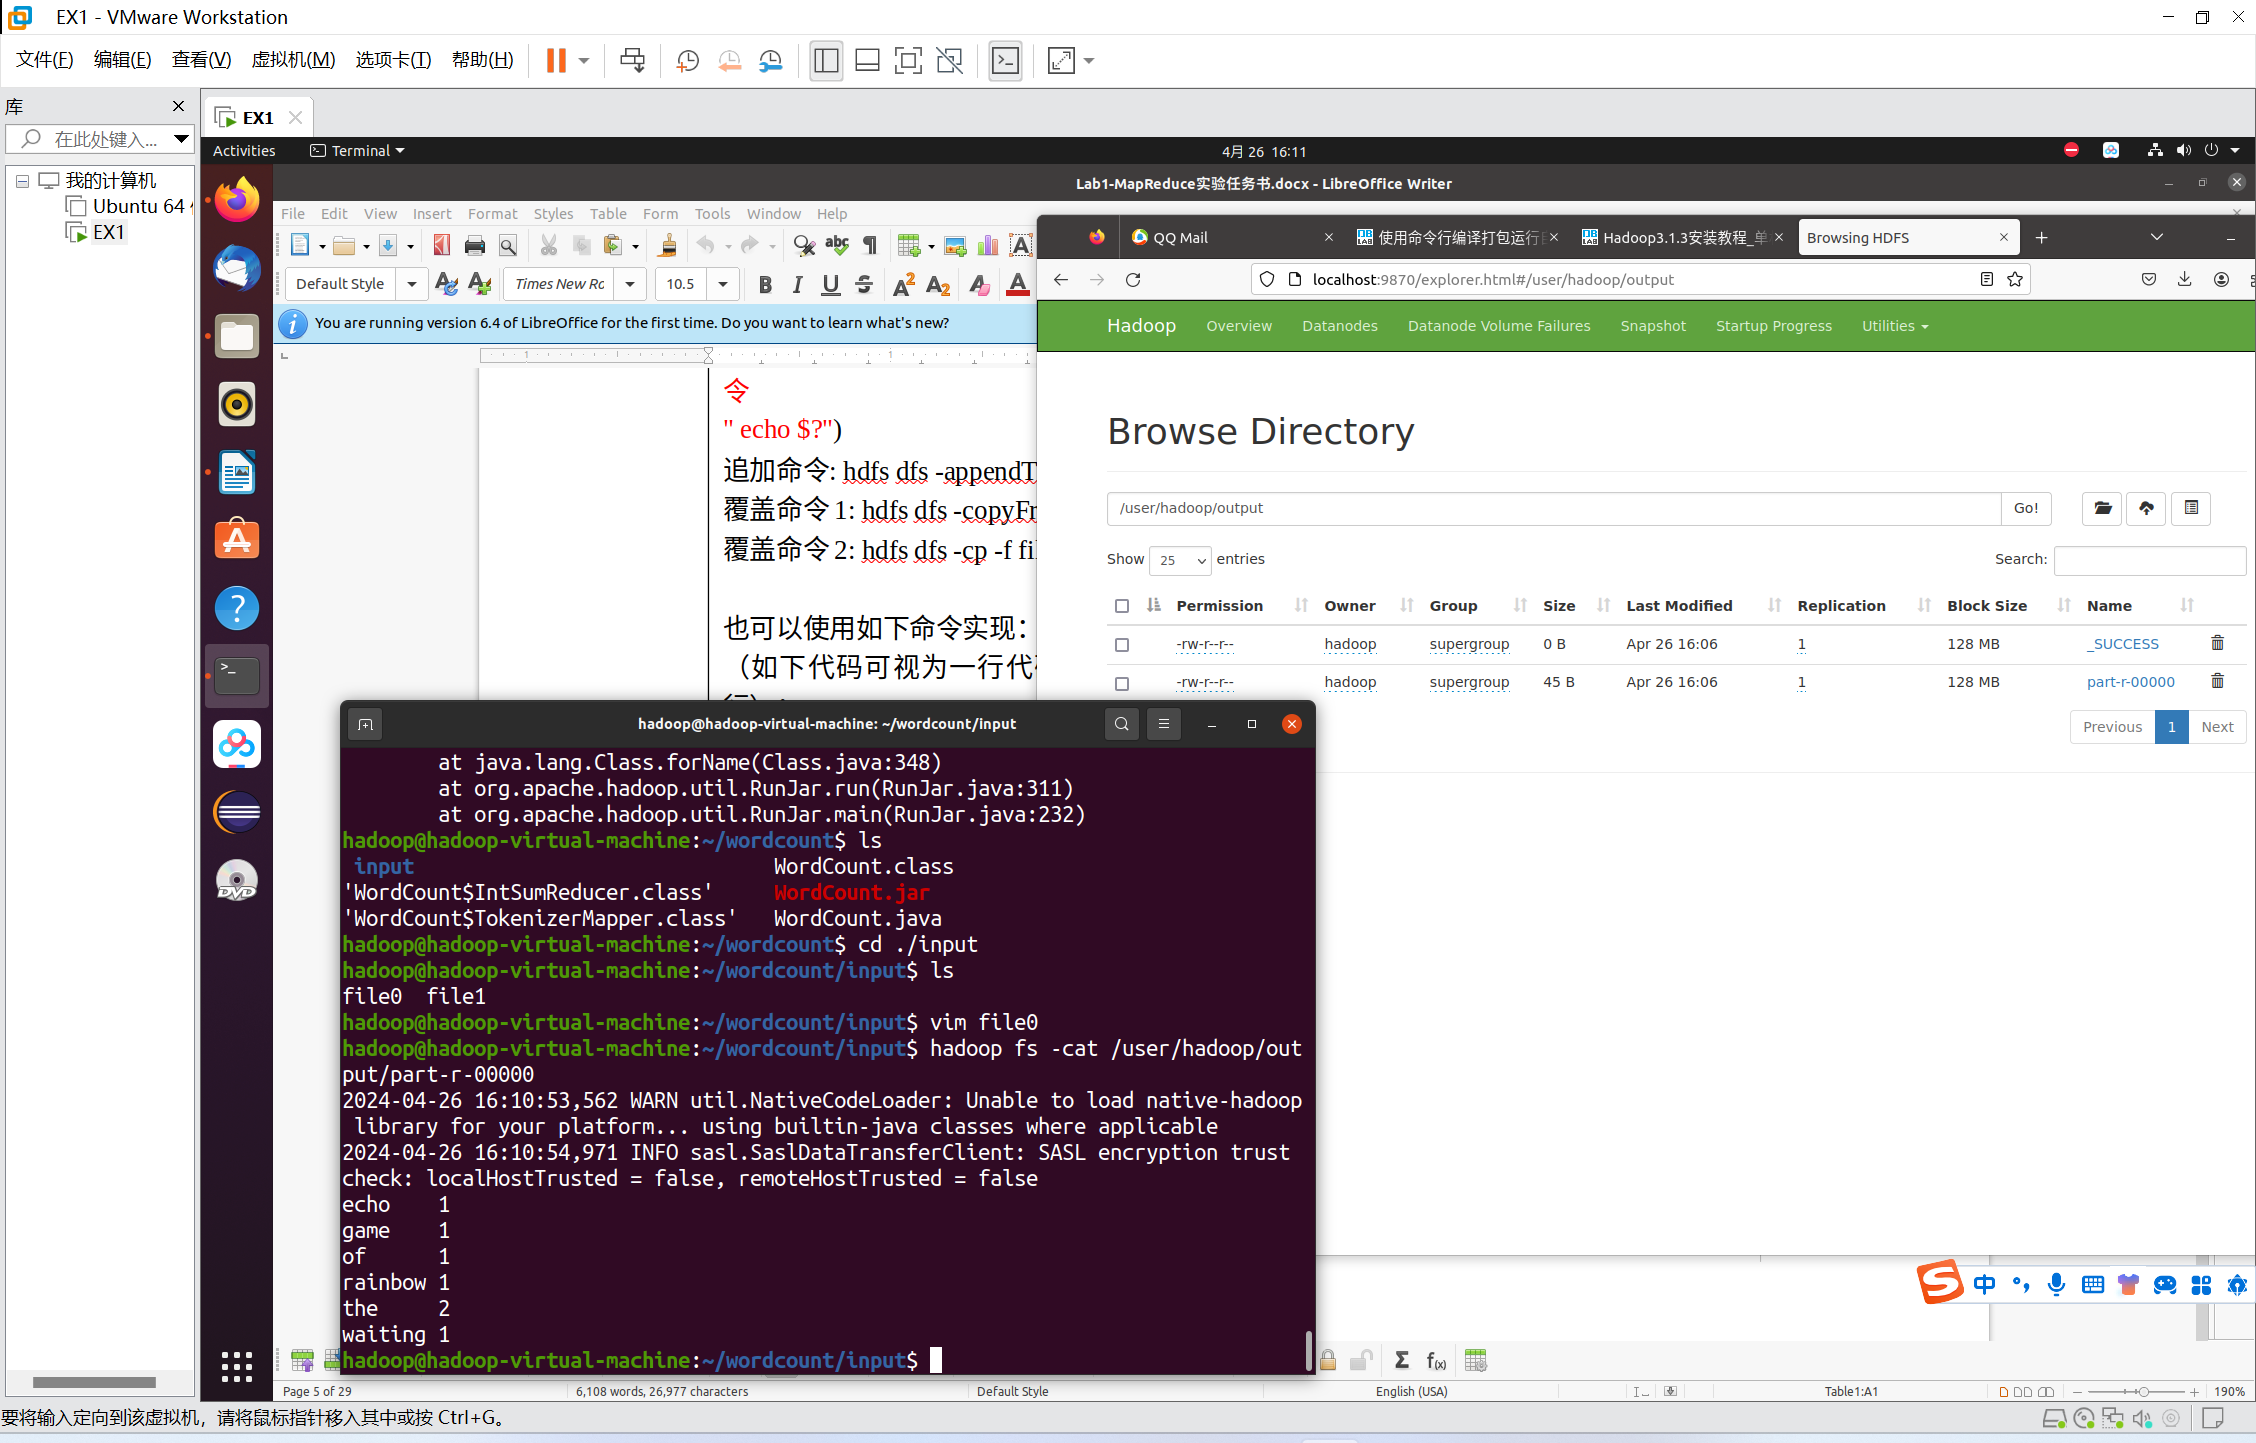 EX1 - VMware Workstation
文件(F) 编辑(E) 查看(V) 虚拟机(M) 选项卡(T) 帮助(H)
库
在此处键入...
我的计算机
Ubuntu 64
EX1
EX1
Activities
Terminal
4月 26 16:11
Lab1-MapReduce实验任务书.docx - LibreOffice Writer
File Edit View Insert Format Styles Table Form Tools Window Help
Default Style
10.5
You are running version 6.4 of LibreOffice for the first time. Do you want to learn what's new?
令
" echo $?")
追加命令: hdfs dfs -appendT
覆盖命令 1: hdfs dfs -copyFr
覆盖命令 2: hdfs dfs -cp -f fi
也可以使用如下命令实现：
（如下代码可视为一行代
QQ Mail
使用命令行编译打包运行
Hadoop3.1.3安装教程_单
Browsing HDFS
localhost:9870/explorer.html#/user/hadoop/output
Hadoop Overview Datanodes Datanode Volume Failures Snapshot Startup Progress Utilities
Browse Directory
/user/hadoop/output
Go!
Show 25 entries
Search:
Permission Owner Group Size Last Modified Replication Block Size Name
-rw-r--r-- hadoop supergroup 0 B Apr 26 16:06 1 128 MB _SUCCESS
-rw-r--r-- hadoop supergroup 45 B Apr 26 16:06 1 128 MB part-r-00000
Previous 1 Next
hadoop@hadoop-virtual-machine: ~/wordcount/input
at java.lang.Class.forName(Class.java:348)
at org.apache.hadoop.util.RunJar.run(RunJar.java:311)
at org.apache.hadoop.util.RunJar.main(RunJar.java:232)
hadoop@hadoop-virtual-machine:~/wordcount$ ls
input WordCount.class
'WordCount$IntSumReducer.class' WordCount.jar
'WordCount$TokenizerMapper.class' WordCount.java
hadoop@hadoop-virtual-machine:~/wordcount$ cd ./input
hadoop@hadoop-virtual-machine:~/wordcount/input$ ls
file0 file1
hadoop@hadoop-virtual-machine:~/wordcount/input$ vim file0
hadoop@hadoop-virtual-machine:~/wordcount/input$ hadoop fs -cat /user/hadoop/out
put/part-r-00000
2024-04-26 16:10:53,562 WARN util.NativeCodeLoader: Unable to load native-hadoop
library for your platform... using builtin-java classes where applicable
2024-04-26 16:10:54,971 INFO sasl.SaslDataTransferClient: SASL encryption trust
check: localHostTrusted = false, remoteHostTrusted = false
echo 1
game 1
of 1
rainbow 1
the 2
waiting 1
hadoop@hadoop-virtual-machine:~/wordcount/input$
中
Page 5 of 29
6,108 words, 26,977 characters
Default Style
English (USA)
Table1:A1
190%
要将输入定向到该虚拟机，请将鼠标指针移入其中或按 Ctrl+G。